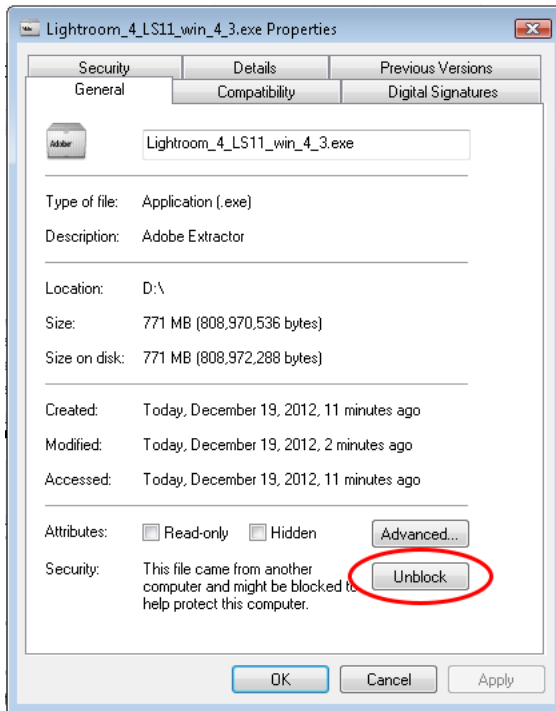 Lightroom_4_LS11_win_4_3.exe Properties
Security Details Previous Versions
General Compatibility Digital Signatures
Adobe
Lightroom_4_LS11_win_4_3.exe
Type of file: Application (.exe)
Description: Adobe Extractor
Location: D:\
Size: 771 MB (808,970,536 bytes)
Size on disk: 771 MB (808,972,288 bytes)
Created: Today, December 19, 2012, 11 minutes ago
Modified: Today, December 19, 2012, 2 minutes ago
Accessed: Today, December 19, 2012, 11 minutes ago
Attributes: Read-only Hidden Advanced...
Security: This file came from another
computer and might be blocked to
help protect this computer.
Unblock
OK Cancel Apply